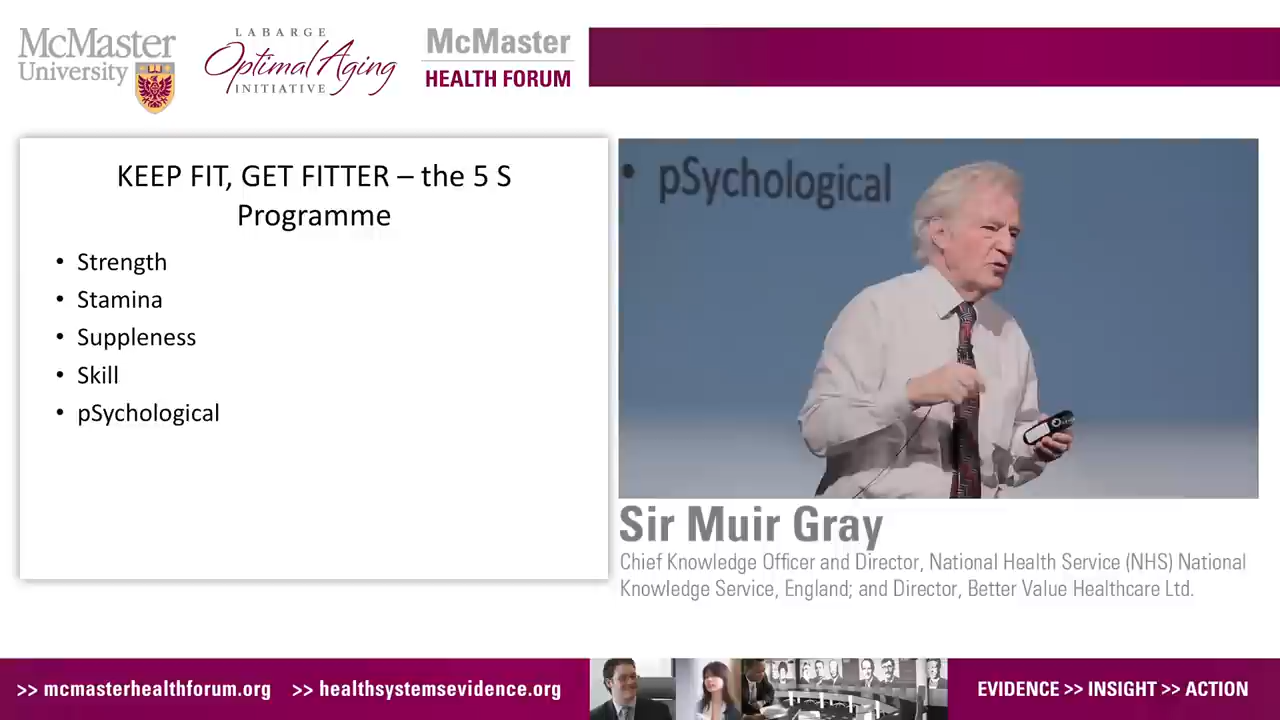 McMaster
University
LABARGE
Optimal Aging
INITIATIVE
McMaster
HEALTH FORUM
KEEP FIT, GET FITTER – the 5 S
Programme
• Strength
• Stamina
• Suppleness
• Skill
• pSychological
• pSychological
Sir Muir Gray
Chief Knowledge Officer and Director, National Health Service (NHS) National
Knowledge Service, England; and Director, Better Value Healthcare Ltd.
>> mcmasterhealthforum.org >> healthsystemsevidence.org
EVIDENCE >> INSIGHT >> ACTION